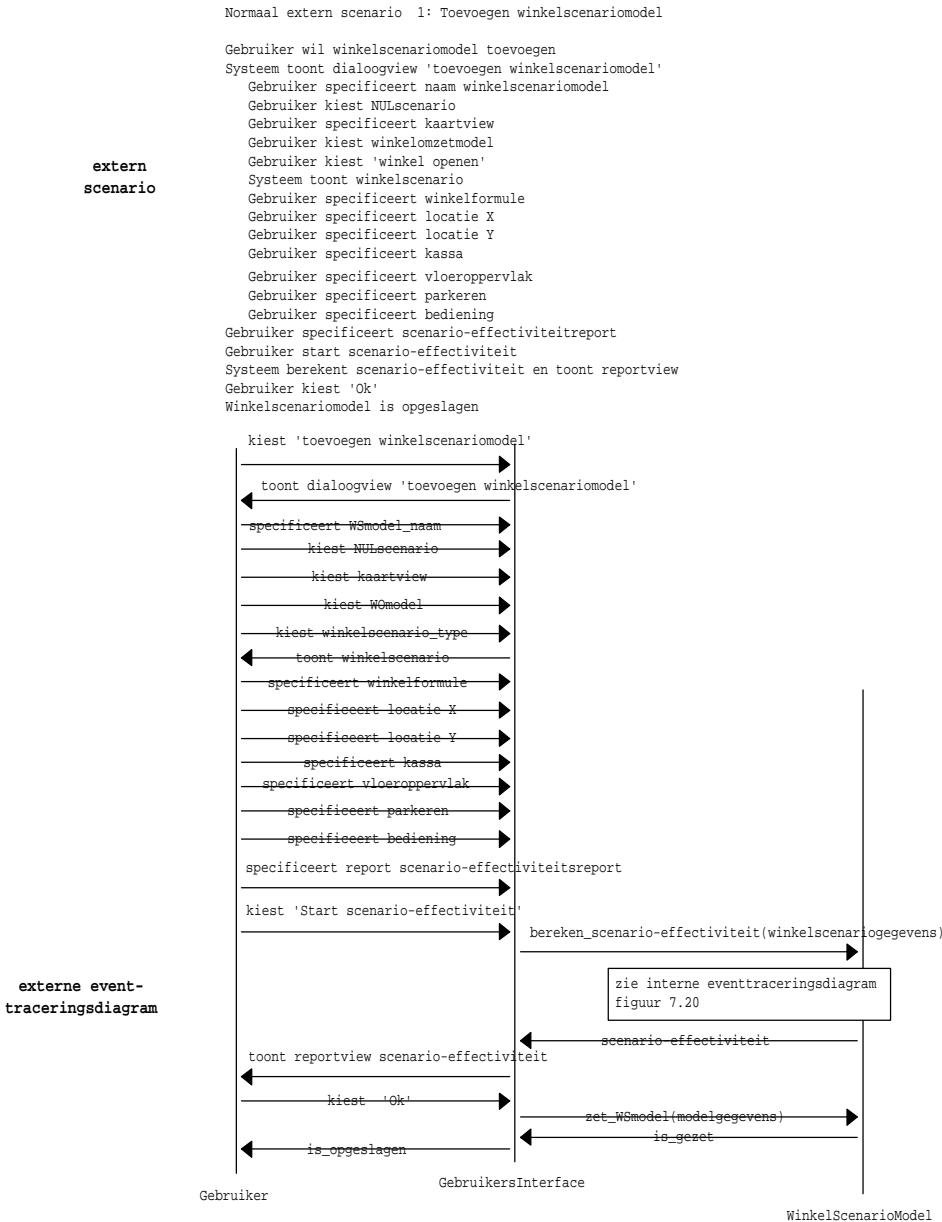 Normaal extern scenario  1: Toevoegen winkelscenariomodel
Gebruiker wil winkelscenariomodel toevoegen
Systeem toont dialoogview 'toevoegen winkelscenariomodel'
Gebruiker specificeert naam winkelscenariomodel
Gebruiker kiest NULscenario
Gebruiker specificeert kaartview
Gebruiker kiest winkelomzetmodel
Gebruiker kiest 'winkel openen'
Systeem toont winkelscenario
Gebruiker specificeert winkelformule
Gebruiker specificeert locatie X
Gebruiker specificeert locatie Y
Gebruiker specificeert kassa
Gebruiker specificeert vloeroppervlak
Gebruiker specificeert parkeren
Gebruiker specificeert bediening
Gebruiker specificeert scenario-effectiviteitreport
Gebruiker start scenario-effectiviteit
Systeem berekent scenario-effectiviteit en toont reportview
Gebruiker kiest 'Ok'
Winkelscenariomodel is opgeslagen
extern
scenario
kiest 'toevoegen winkelscenariomodel'
toont dialoogview 'toevoegen winkelscenariomodel'
specificeert WSmodel_naam
kiest NULscenario
kiest kaartview
kiest WOmodel
kiest winkelscenario_type
toont winkelscenario
specificeert winkelformule
specificeert locatie X
specificeert locatie Y
specificeert kassa
specificeert vloeroppervlak
specificeert parkeren
specificeert bediening
specificeert report scenario-effectiviteitsreport
kiest 'Start scenario-effectiviteit'
bereken_scenario-effectiviteit(winkelscenariogegevens)
externe event-
traceringsdiagram
zie interne eventtraceringsdiagram
figuur 7.20
scenario-effectiviteit
toont reportview scenario-effectiviteit
kiest  'Ok'
zet_WSmodel(modelgegevens)
is_gezet
is_opgeslagen
Gebruiker
GebruikersInterface
WinkelScenarioModel